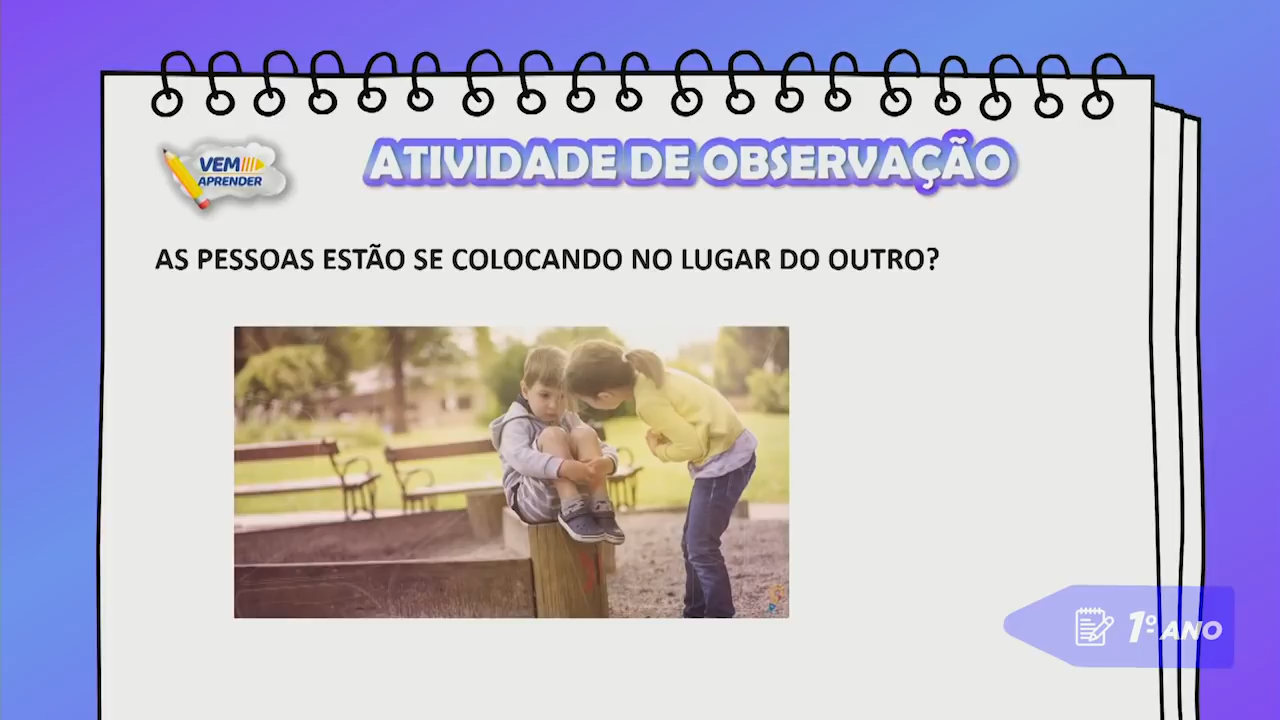 VEM
APRENDER
ATIVIDADE DE OBSERVAÇÃO
AS PESSOAS ESTÃO SE COLOCANDO NO LUGAR DO OUTRO?
1º ANO